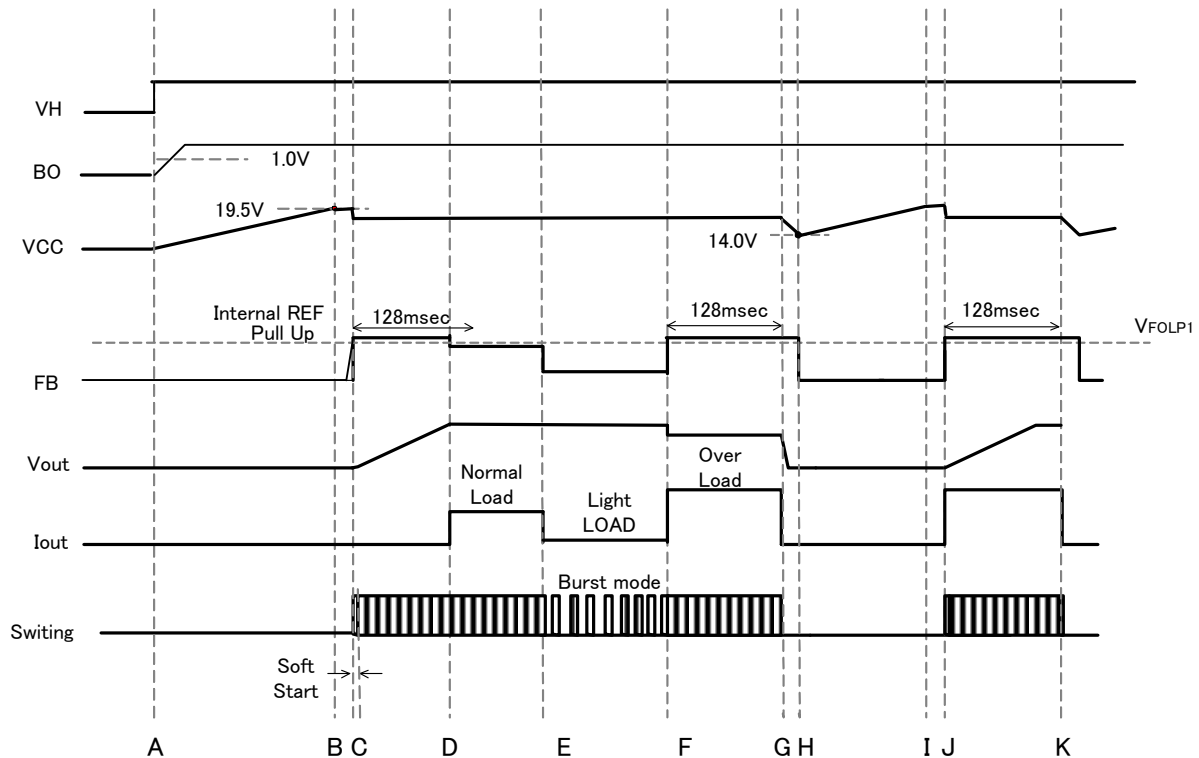 VH
BO
1.0V
19.5V
VCC
14.0V
Internal REF
Pull Up
128msec
128msec
128msec
VFOLP1
FB
Vout
Over
Load
Normal
Load
Light
LOAD
Iout
Burst mode
Switing
Soft
Start
A B C D E F G H I J K